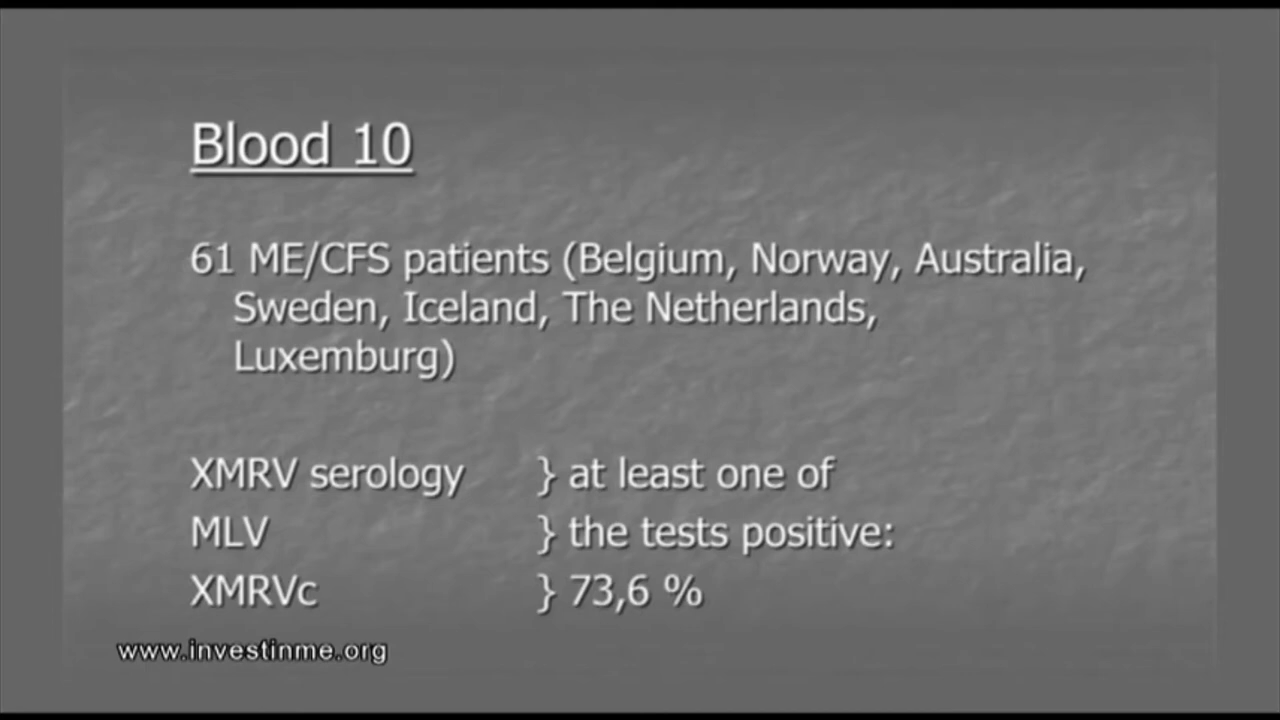 Blood 10
61 ME/CFS patients (Belgium, Norway, Australia,
Sweden, Iceland, The Netherlands,
Luxemburg)
XMRV serology } at least one of
MLV } the tests positive:
XMRVc } 73,6 %
www.investinme.org